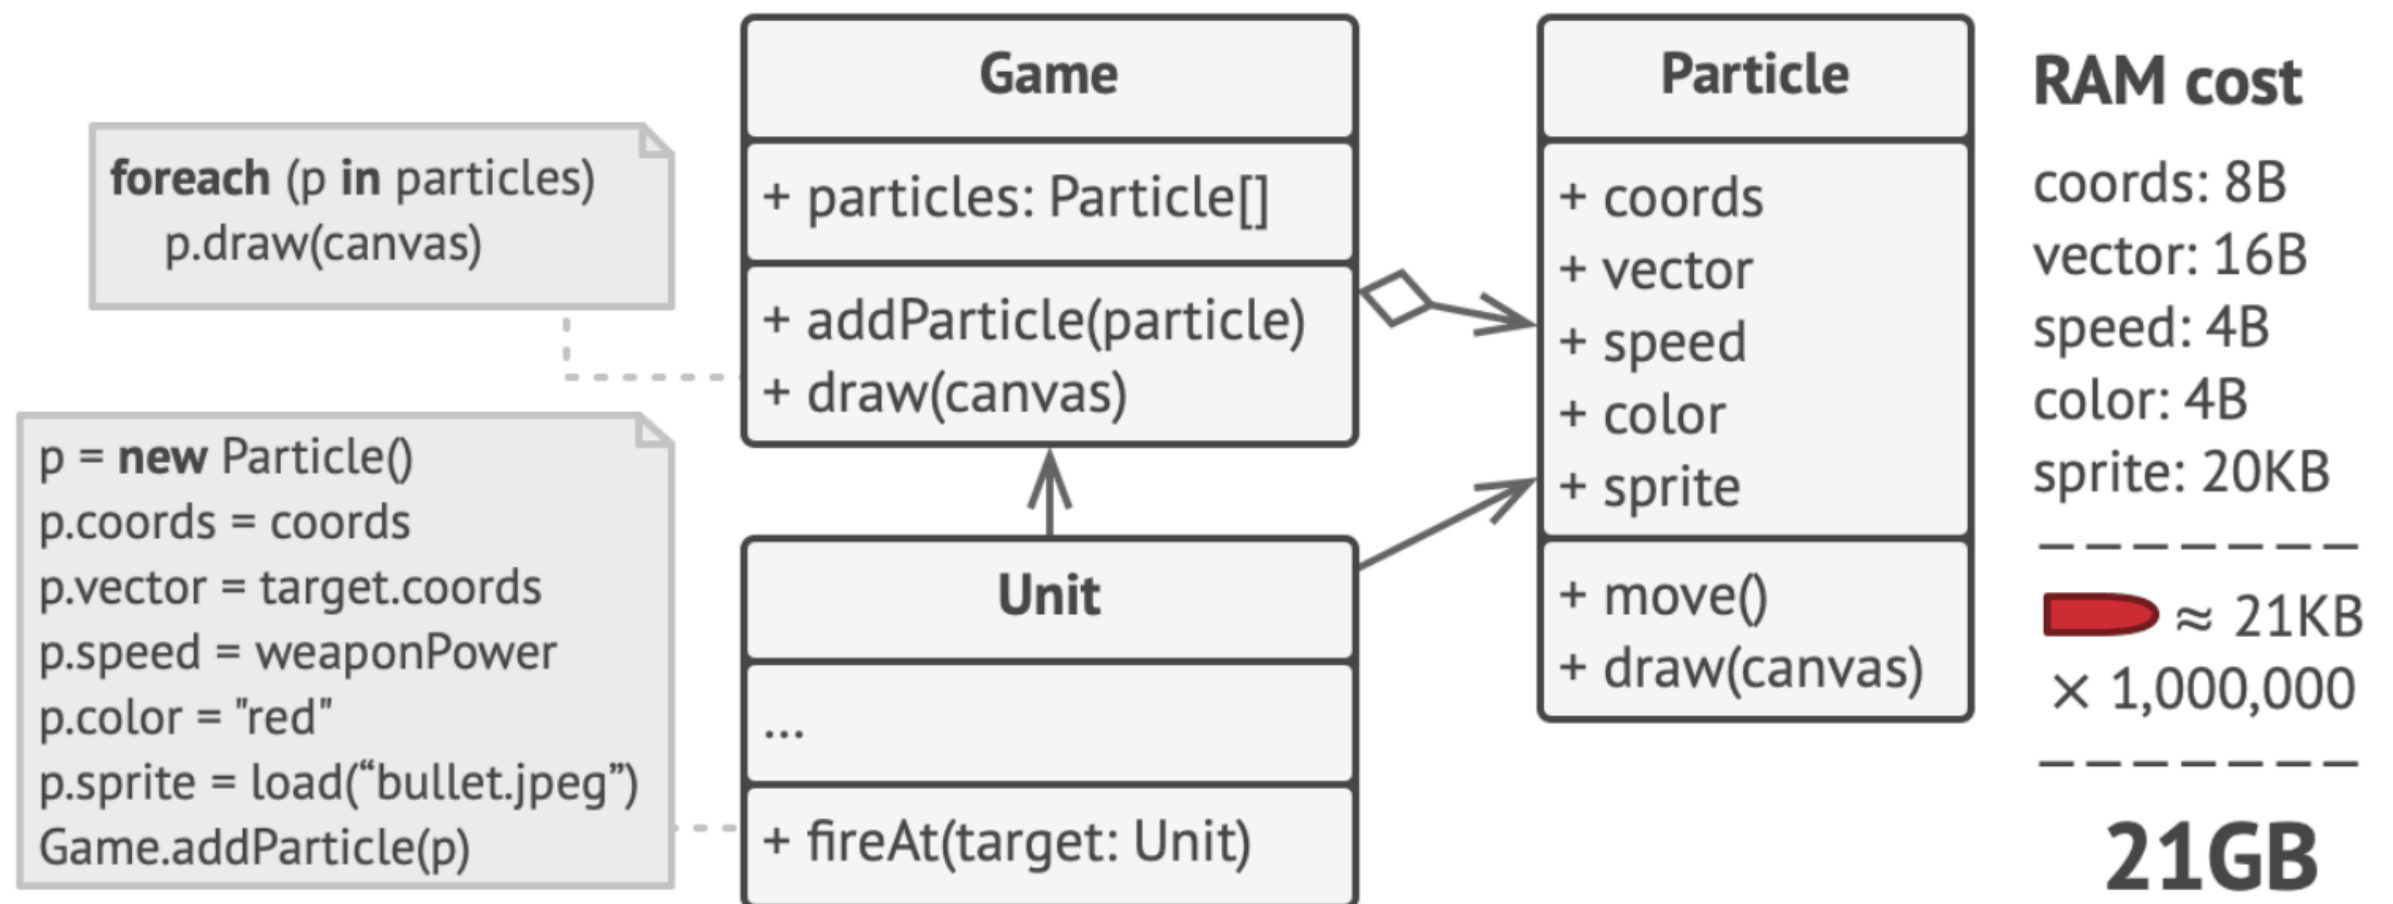 foreach (p in particles)
p.draw(canvas)
p = new Particle()
p.coords = coords
p.vector = target.coords
p.speed = weaponPower
p.color = "red"
p.sprite = load(“bullet.jpeg”)
Game.addParticle(p)
Game
+ particles: Particle[]
+ addParticle(particle)
+ draw(canvas)
Unit
...
+ fireAt(target: Unit)
Particle
+ coords
+ vector
+ speed
+ color
+ sprite
+ move()
+ draw(canvas)
RAM cost
coords: 8B
vector: 16B
speed: 4B
color: 4B
sprite: 20KB
≈ 21KB
× 1,000,000
21GB